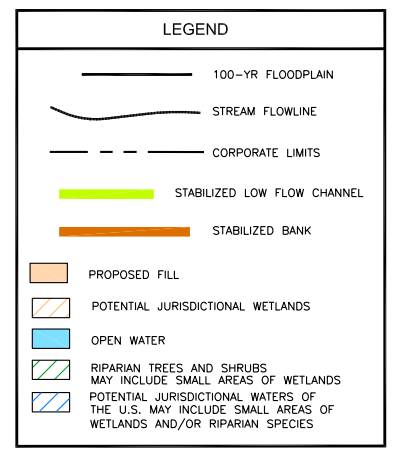 LEGEND
100-YR FLOODPLAIN
STREAM FLOWLINE
CORPORATE LIMITS
STABILIZED LOW FLOW CHANNEL
STABILIZED BANK
PROPOSED FILL
POTENTIAL JURISDICTIONAL WETLANDS
OPEN WATER
RIPARIAN TREES AND SHRUBS
MAY INCLUDE SMALL AREAS OF WETLANDS
POTENTIAL JURISDICTIONAL WATERS OF
THE U.S. MAY INCLUDE SMALL AREAS OF
WETLANDS AND/OR RIPARIAN SPECIES